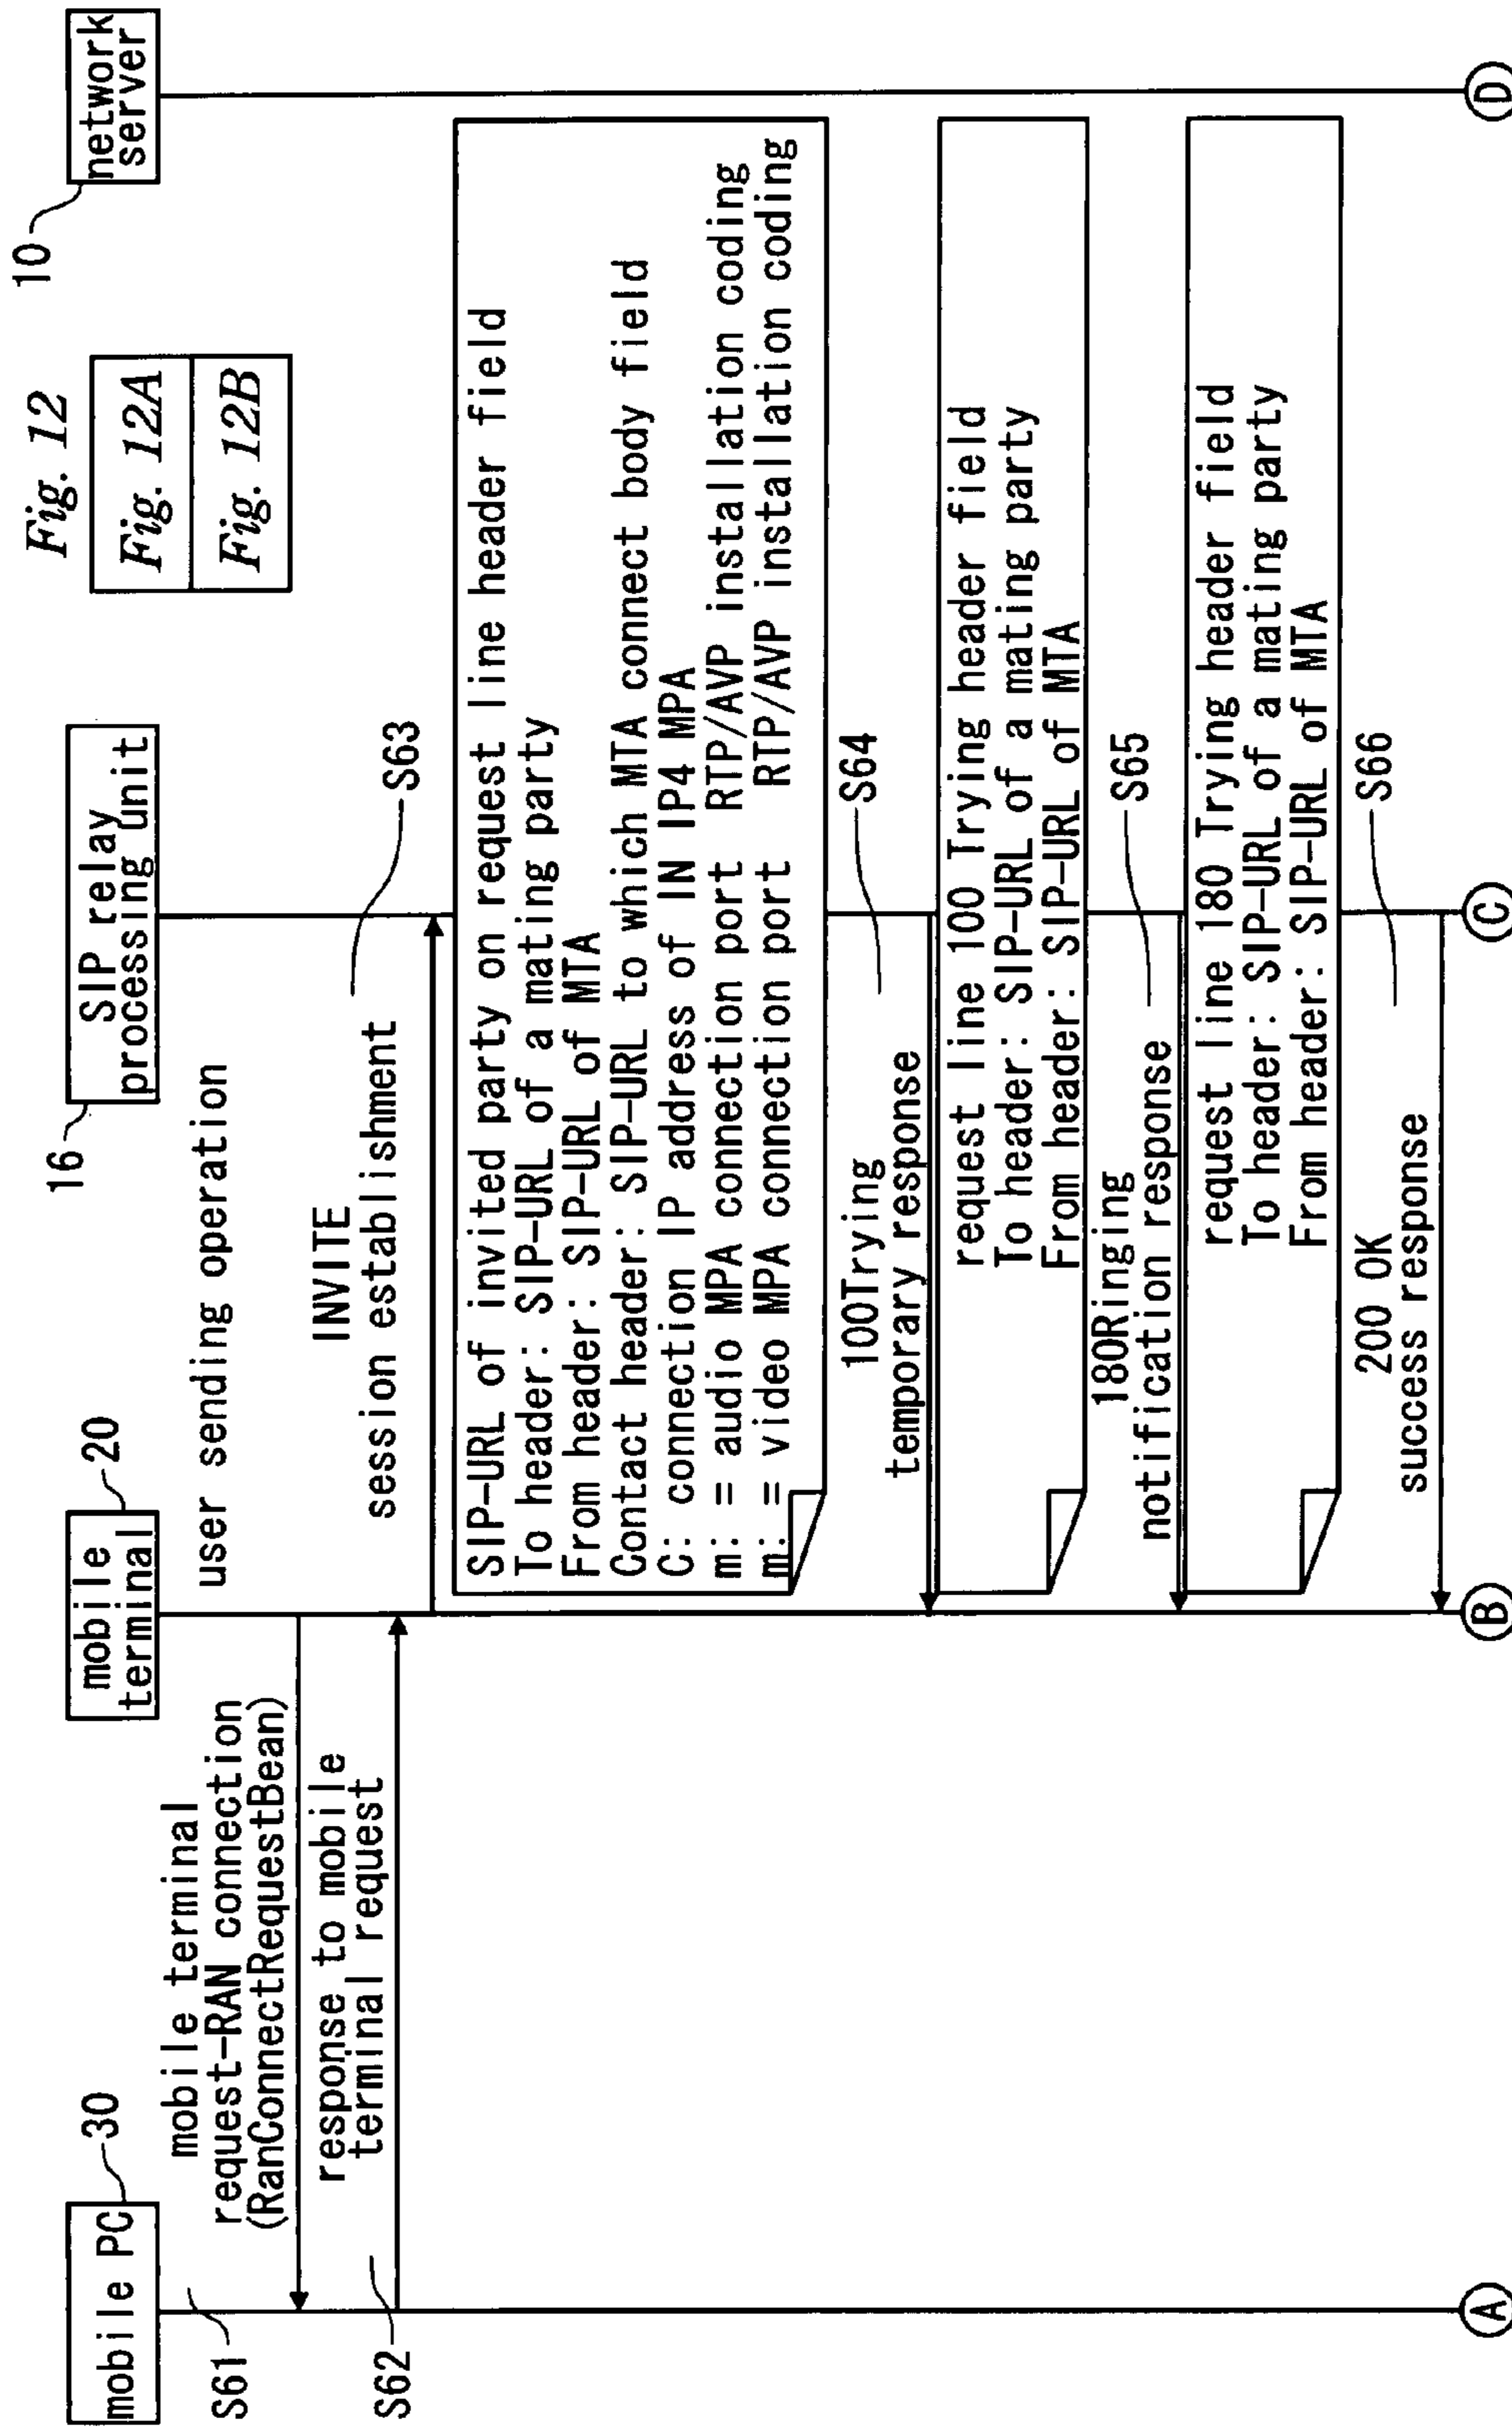 Fig. 12
Fig. 12A
Fig. 12B
mobile PC
30
mobile
terminal
20
16
SIP relay
processing unit
10
network
server
S61
mobile terminal
request-RAN connection
(RanConnectRequestBean)
user sending operation
S62
response to mobile
terminal request
INVITE
session establishment
S63
SIP-URL of invited party on request line header field
To header: SIP-URL of a mating party
From header: SIP-URL of MTA
Contact header: SIP-URL to which MTA connect body field
C: connection IP address of IN IP4 MPA
m: = audio MPA connection port RTP/AVP installation coding
m: = video MPA connection port RTP/AVP installation coding
100Trying
temporary response
S64
request line 100 Trying header field
To header: SIP-URL of a mating party
From header: SIP-URL of MTA
180Ringing
notification response
S65
request line 180 Trying header field
To header: SIP-URL of a mating party
From header: SIP-URL of MTA
200 OK
success response
S66
A
B
C
D